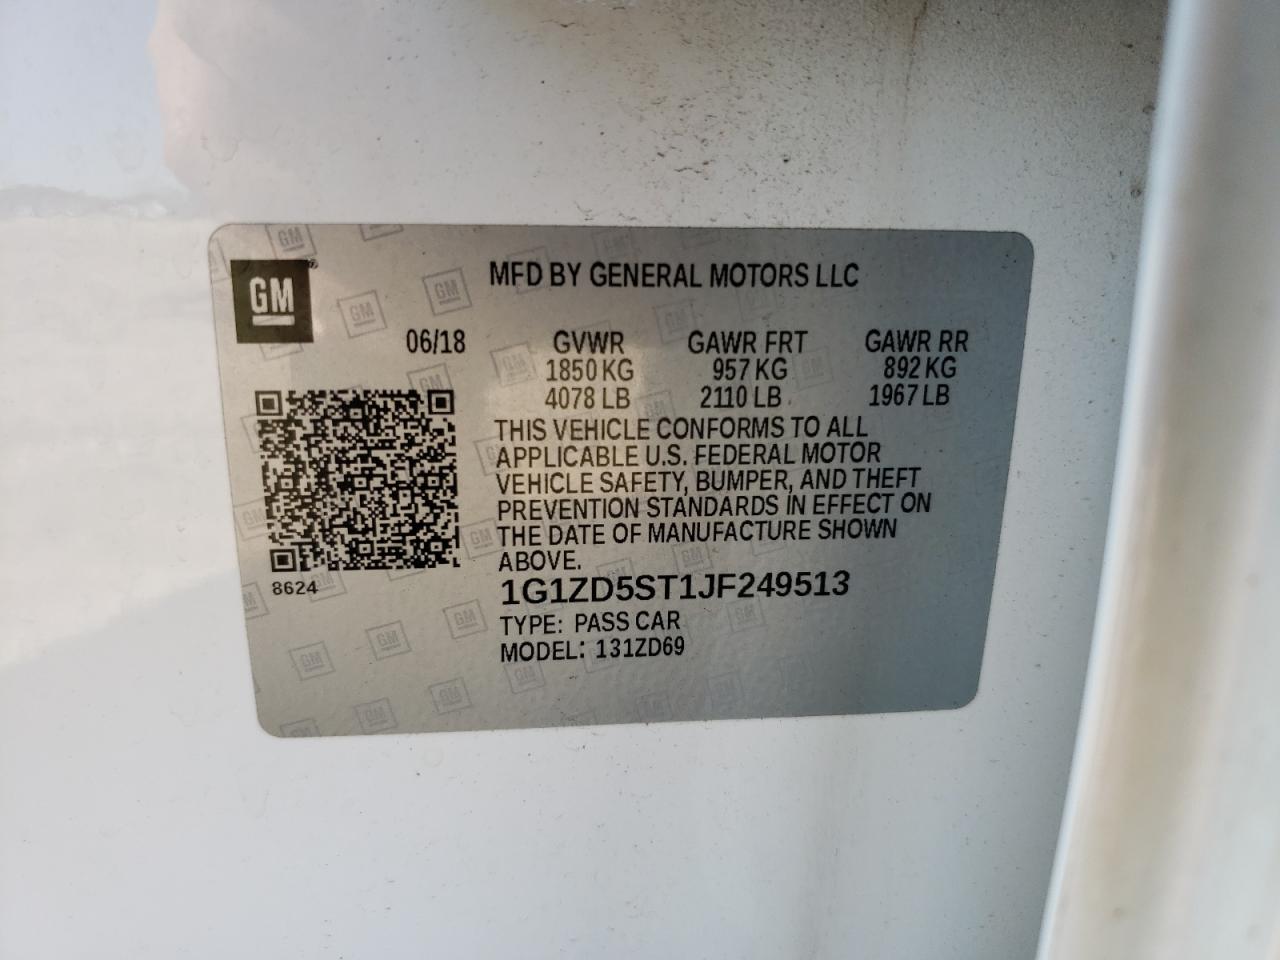 MFD BY GENERAL MOTORS LLC
GM
06/18 GVWR GAWR FRT GAWR RR
1850 KG 957 KG 892 KG
4078 LB 2110 LB 1967 LB
THIS VEHICLE CONFORMS TO ALL
APPLICABLE U.S. FEDERAL MOTOR
VEHICLE SAFETY, BUMPER, AND THEFT
PREVENTION STANDARDS IN EFFECT ON
THE DATE OF MANUFACTURE SHOWN
ABOVE.
8624
1G1ZD5ST1JF249513
TYPE: PASS CAR
MODEL: 131ZD69